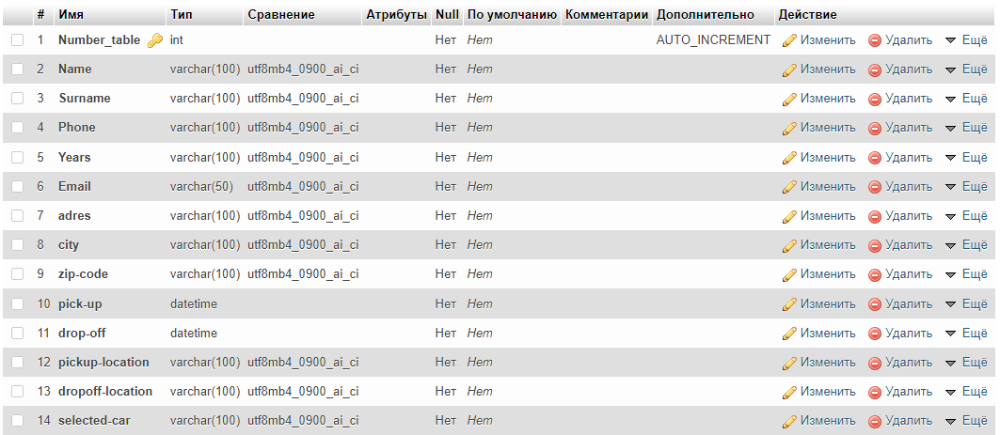 # Имя Тип Сравнение Атрибуты Null По умолчанию Комментарии Дополнительно Действие
1 Number_table int Нет Нет AUTO_INCREMENT Изменить Удалить Ещё
2 Name varchar(100) utf8mb4_0900_ai_ci Нет Нет Изменить Удалить Ещё
3 Surname varchar(100) utf8mb4_0900_ai_ci Нет Нет Изменить Удалить Ещё
4 Phone varchar(100) utf8mb4_0900_ai_ci Нет Нет Изменить Удалить Ещё
5 Years varchar(100) utf8mb4_0900_ai_ci Нет Нет Изменить Удалить Ещё
6 Email varchar(50) utf8mb4_0900_ai_ci Нет Нет Изменить Удалить Ещё
7 adres varchar(100) utf8mb4_0900_ai_ci Нет Нет Изменить Удалить Ещё
8 city varchar(100) utf8mb4_0900_ai_ci Нет Нет Изменить Удалить Ещё
9 zip-code varchar(100) utf8mb4_0900_ai_ci Нет Нет Изменить Удалить Ещё
10 pick-up datetime Нет Нет Изменить Удалить Ещё
11 drop-off datetime Нет Нет Изменить Удалить Ещё
12 pickup-location varchar(100) utf8mb4_0900_ai_ci Нет Нет Изменить Удалить Ещё
13 dropoff-location varchar(100) utf8mb4_0900_ai_ci Нет Нет Изменить Удалить Ещё
14 selected-car varchar(100) utf8mb4_0900_ai_ci Нет Нет Изменить Удалить Ещё